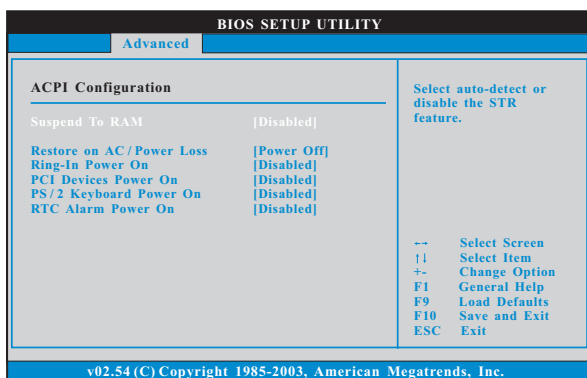 BIOS SETUP UTILITY
Advanced
ACPI Configuration
Suspend To RAM [Disabled]
Restore on AC / Power Loss [Power Off]
Ring-In Power On [Disabled]
PCI Devices Power On [Disabled]
PS / 2 Keyboard Power On [Disabled]
RTC Alarm Power On [Disabled]
Select auto-detect or
disable the STR
feature.
←→ Select Screen
↑↓ Select Item
+- Change Option
F1 General Help
F9 Load Defaults
F10 Save and Exit
ESC Exit
v02.54 (C) Copyright 1985-2003, American Megatrends, Inc.